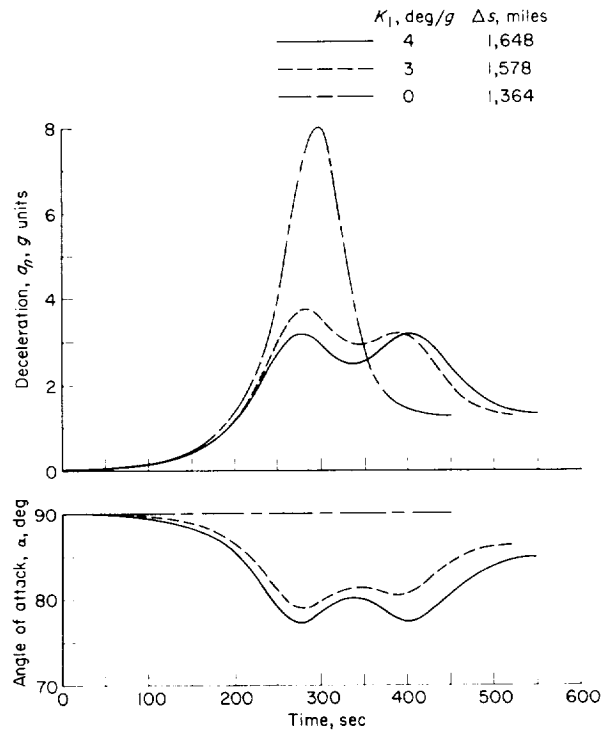 K₁, deg/g Δs, miles
4 1,648
3 1,578
0 1,364
8
6
4
2
0
Deceleration, aₙ, g units
90
80
70
Angle of attack, α, deg
0 100 200 300 400 500 600
Time, sec